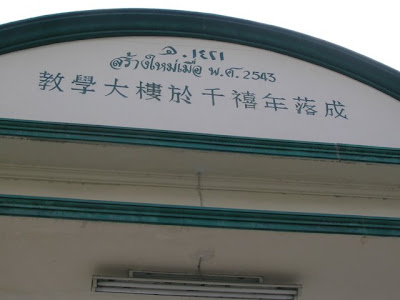 สร้างใหม่เมื่อ พ.ศ. 2543
教學大樓於千禧年落成